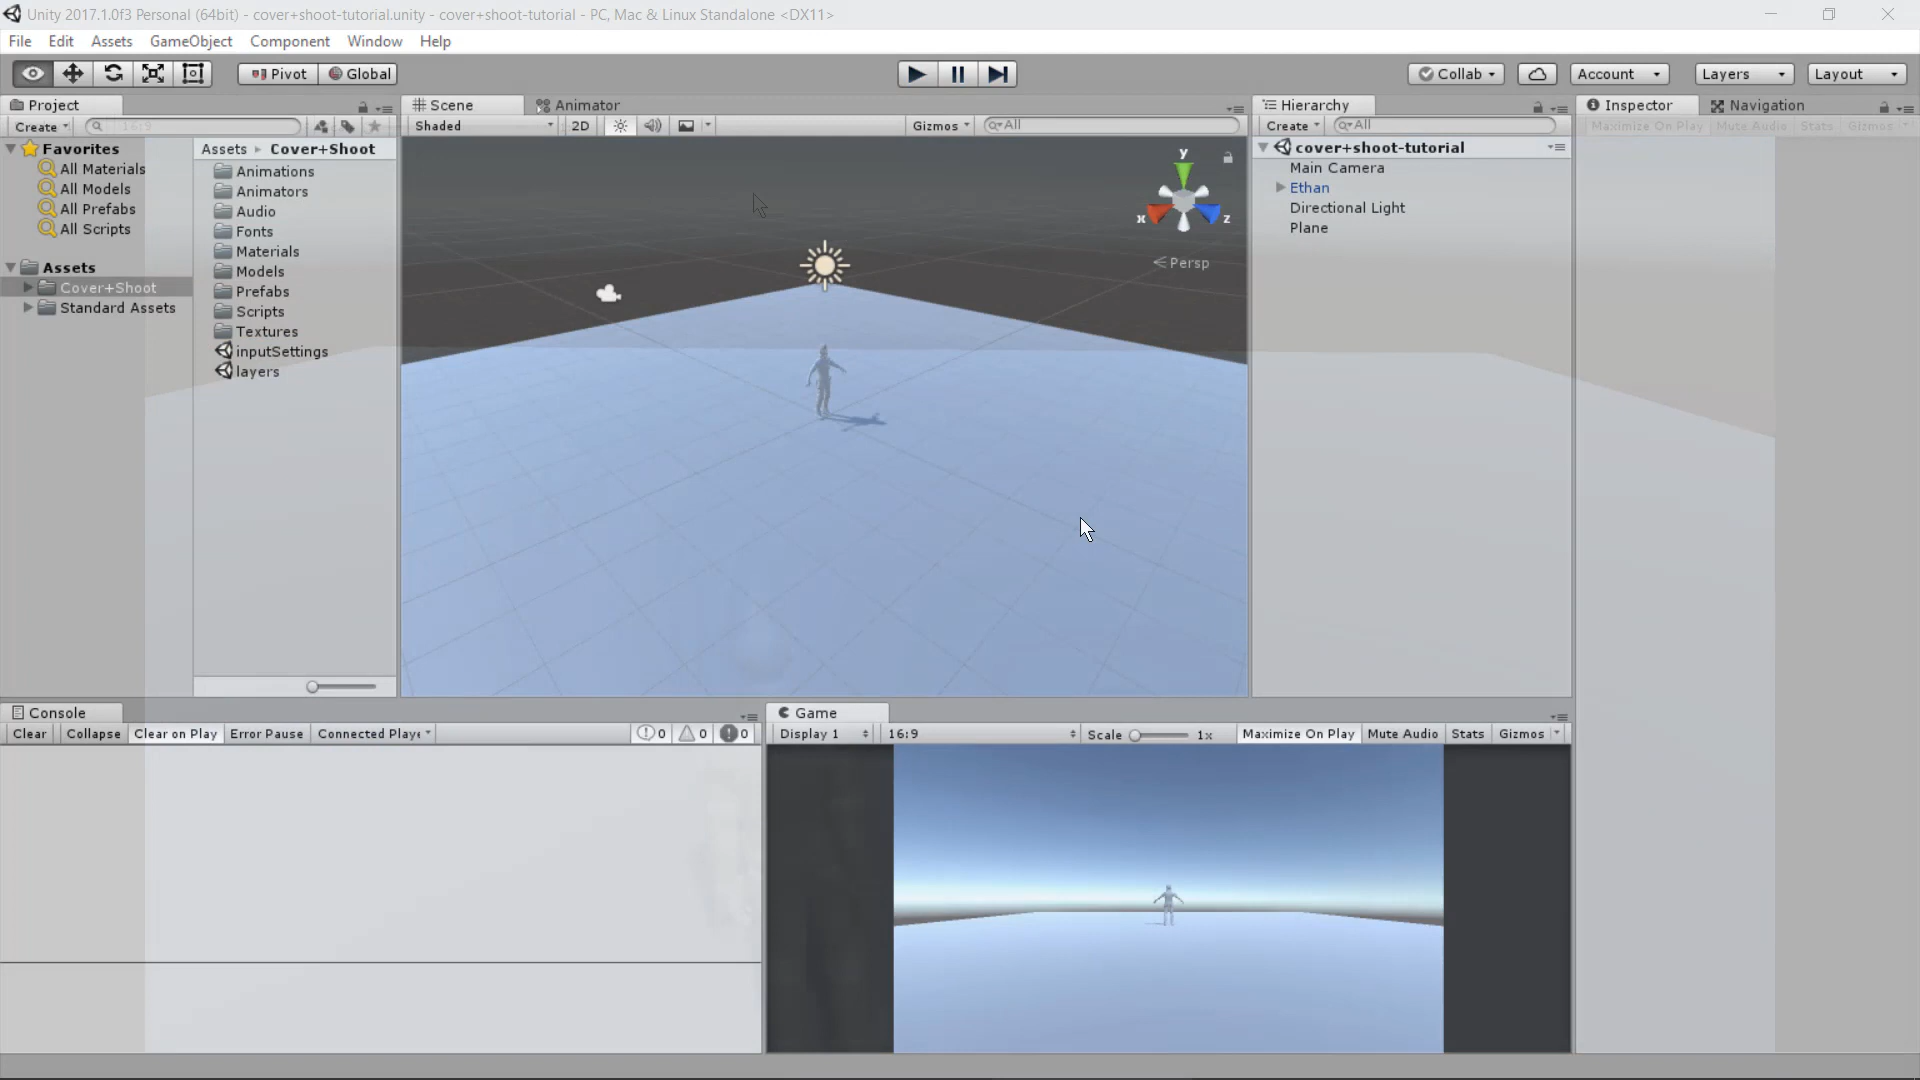 Unity 2017.1.0f3 Personal (64bit) - cover+shoot-tutorial.unity - cover+shoot-tutorial - PC, Mac & Linux Standalone <DX11>
File Edit Assets GameObject Component Window Help
Pivot Global Collab Account Layers Layout
Project Scene Animator Hierarchy Inspector Navigation
Create 16:9 Shaded 2D Gizmos All Create All Maximize On Play Mute Audio Stats Gizmos
Favorites
All Materials
All Models
All Prefabs
All Scripts
Assets
Cover+Shoot
Standard Assets
Assets Cover+Shoot
Animations
Animators
Audio
Fonts
Materials
Models
Prefabs
Scripts
Textures
inputSettings
layers
y
x
z
Persp
cover+shoot-tutorial
Main Camera
Ethan
Directional Light
Plane
Console
Clear Collapse Clear on Play Error Pause Connected Playe 0 0 0
Game
Display 1 16:9 Scale 1x Maximize On Play Mute Audio Stats Gizmos